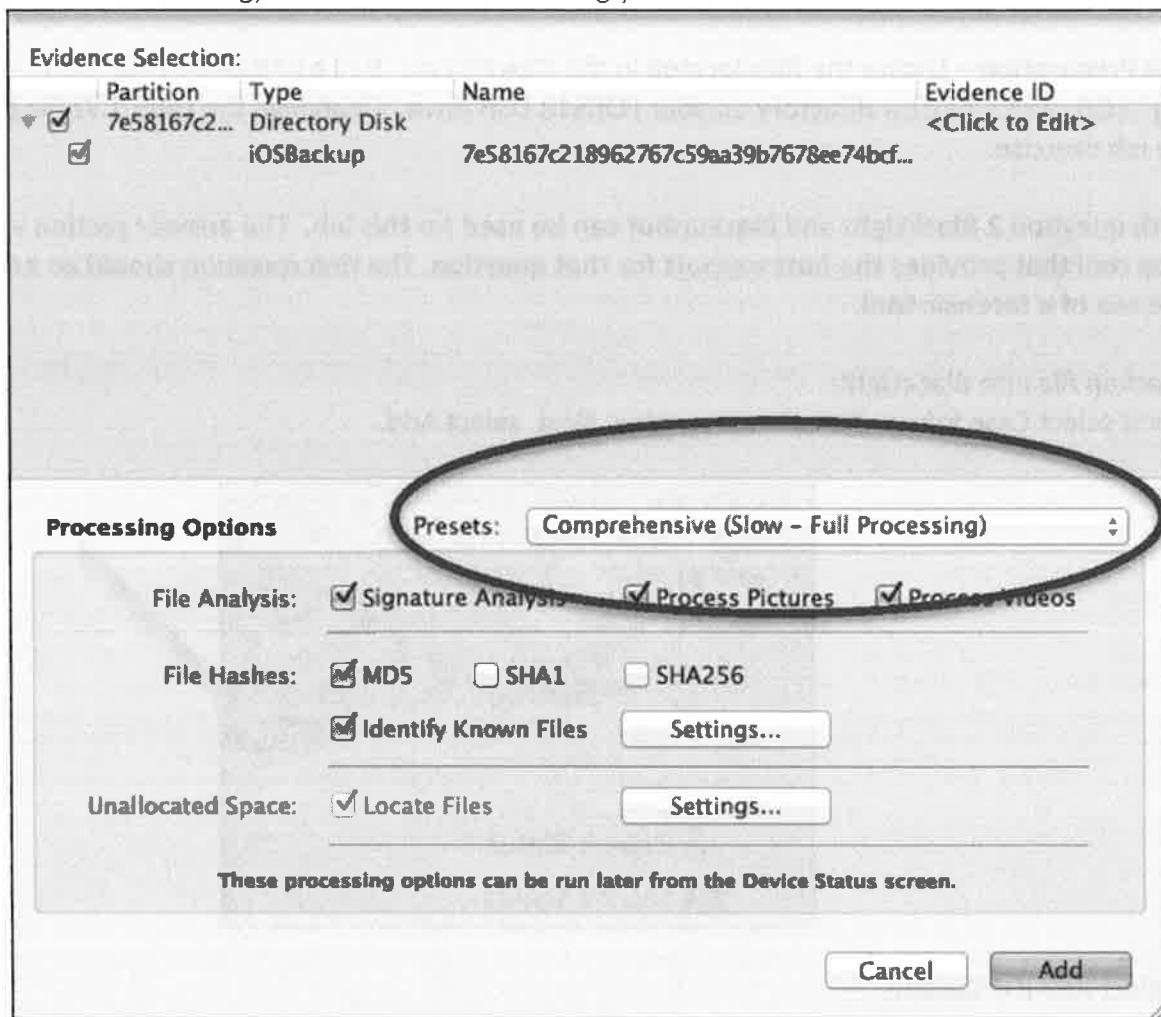 Evidence Selection:
Partition Type Name Evidence ID
7e58167c2... Directory Disk <Click to Edit>
iOSBackup 7e58167c218962767c59aa39b7678ee74bcf...
Processing Options Presets: Comprehensive (Slow – Full Processing)
File Analysis: Signature Analysis Process Pictures Process Videos
File Hashes: MD5 SHA1 SHA256
Identify Known Files Settings...
Unallocated Space: Locate Files Settings...
These processing options can be run later from the Device Status screen.
Cancel Add